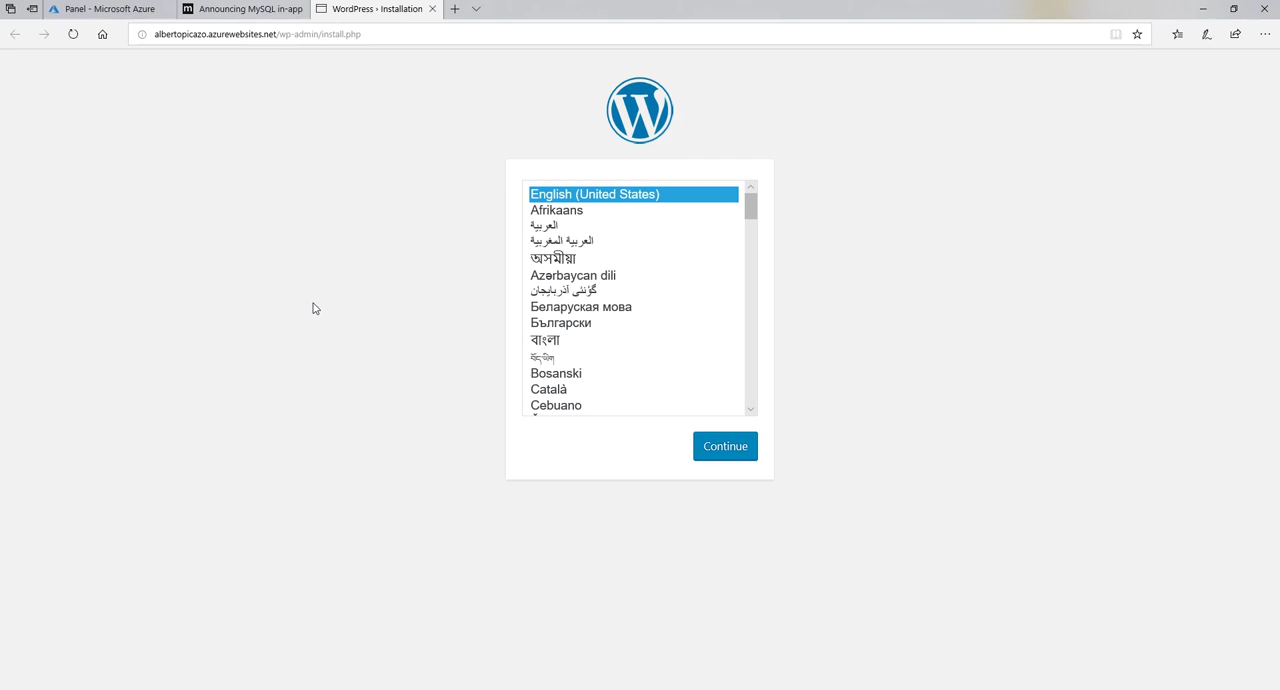 Panel - Microsoft Azure
Announcing MySQL in-app
WordPress › Installation
albertopicazo.azurewebsites.net/wp-admin/install.php
English (United States)
Afrikaans
العربية
العربية المغربية
অসমীয়া
Azərbaycan dili
گؤنئی آذربایجان
Беларуская мова
Български
বাংলা
བོད་ཡིག
Bosanski
Català
Cebuano
Continue